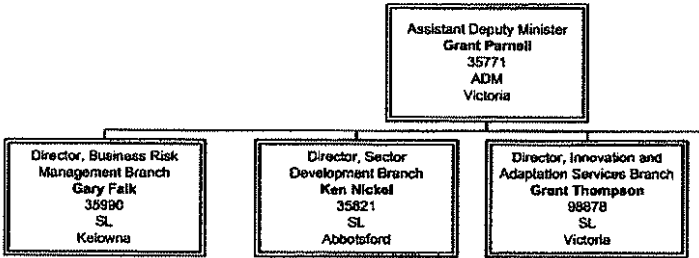 Assistant Deputy Minister
Grant Parnell
35771
ADM
Victoria
Director, Business Risk
Management Branch
Gary Falk
35990
SL
Kelowna
Director, Sector
Development Branch
Ken Nickel
35821
SL
Abbotsford
Director, Innovation and
Adaptation Services Branch
Grant Thompson
98878
SL
Victoria